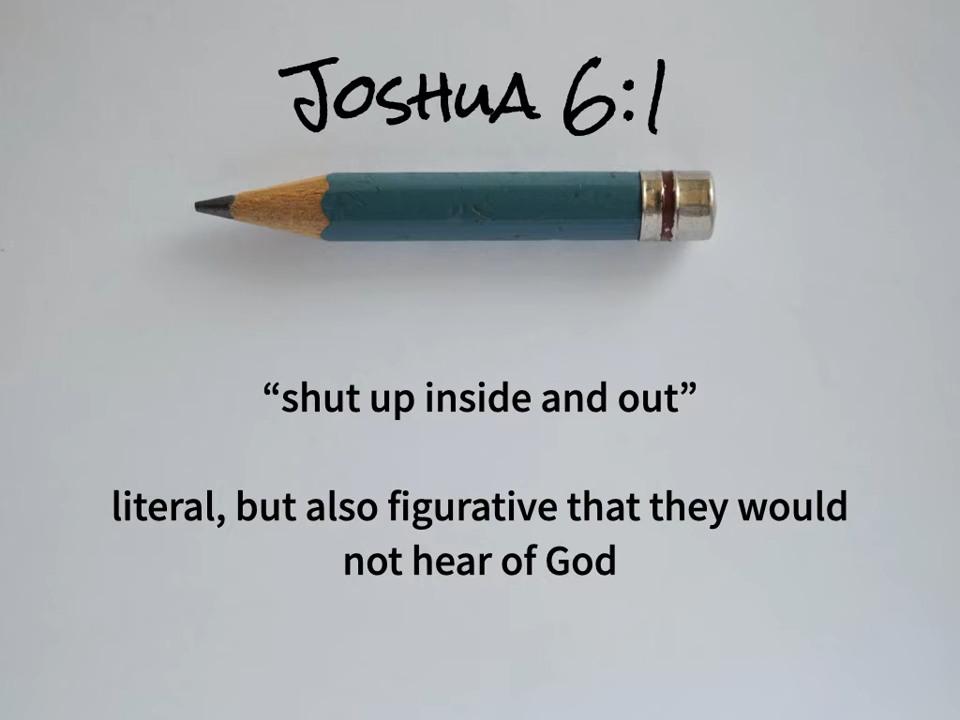 Joshua 6:1
“shut up inside and out”
literal, but also figurative that they would
not hear of God